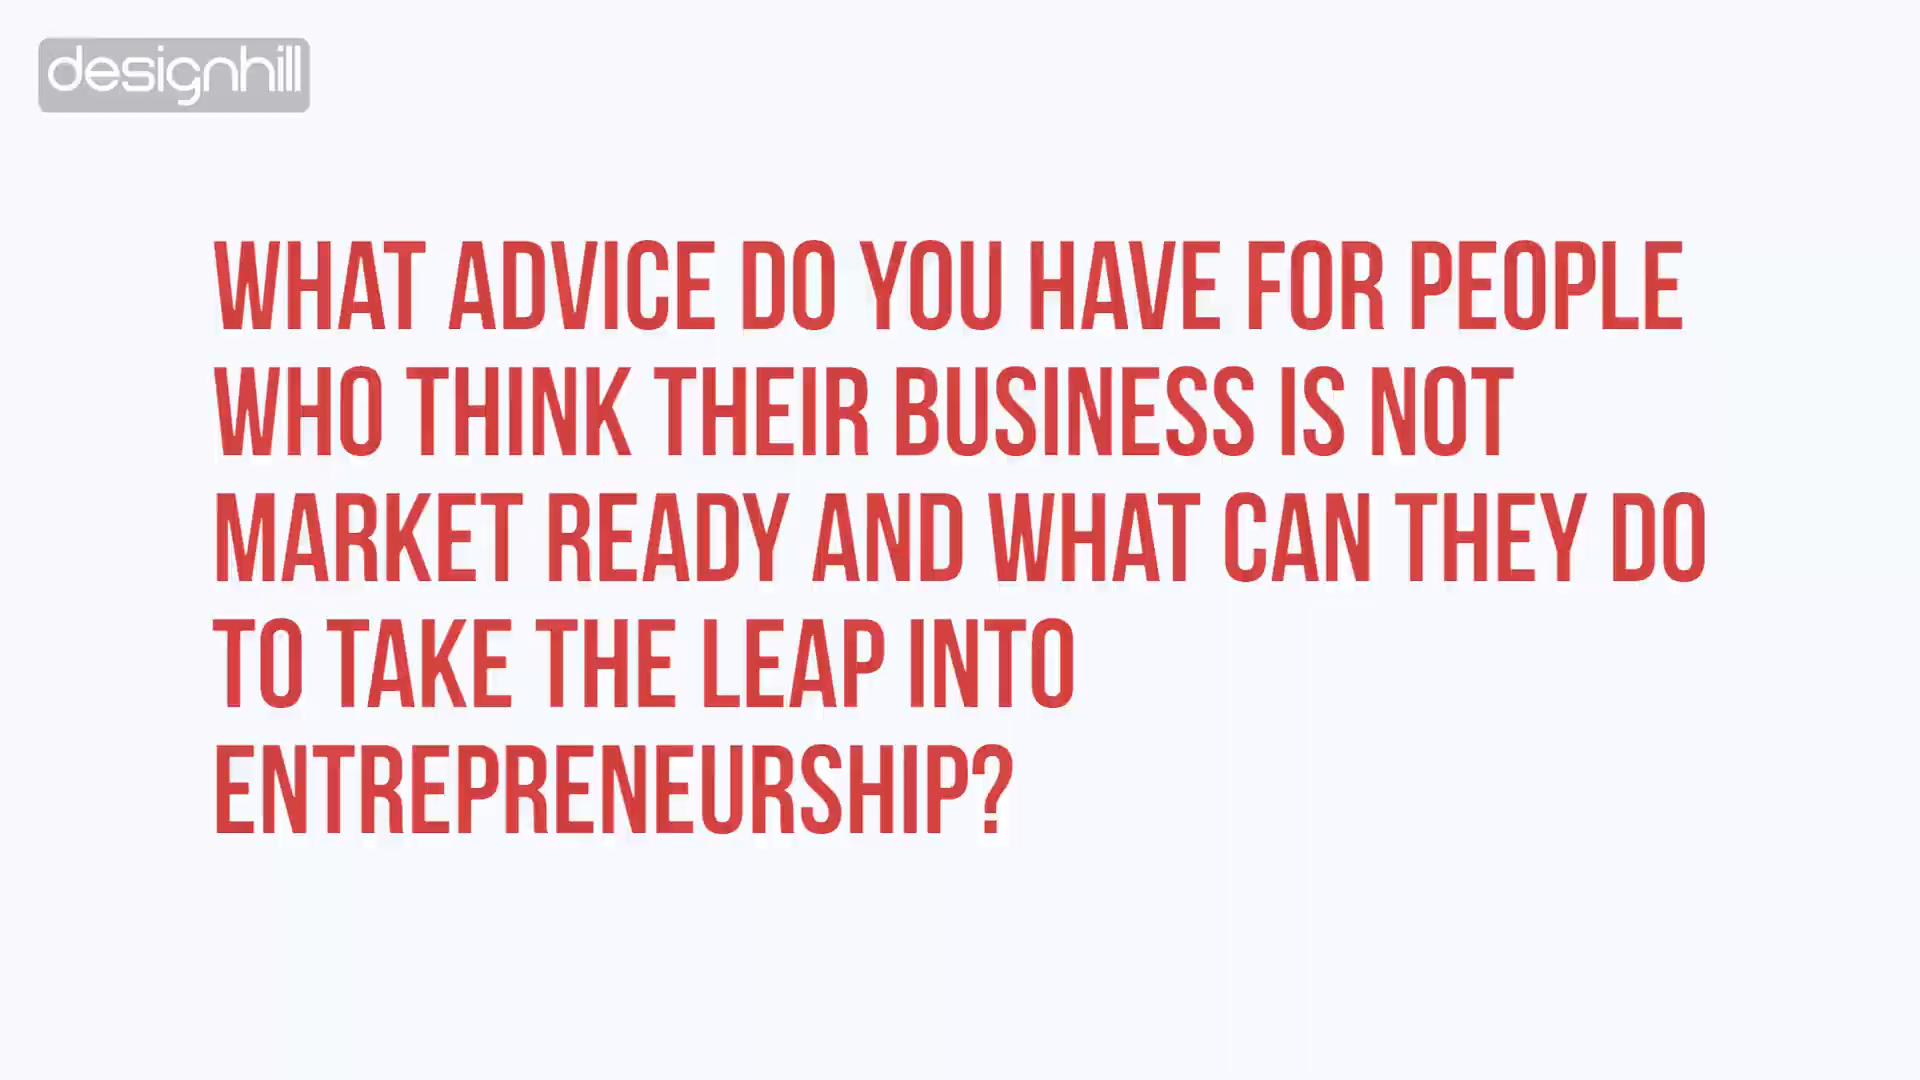 designhill
WHAT ADVICE DO YOU HAVE FOR PEOPLE
WHO THINK THEIR BUSINESS IS NOT
MARKET READY AND WHAT CAN THEY DO
TO TAKE THE LEAP INTO
ENTREPRENEURSHIP?